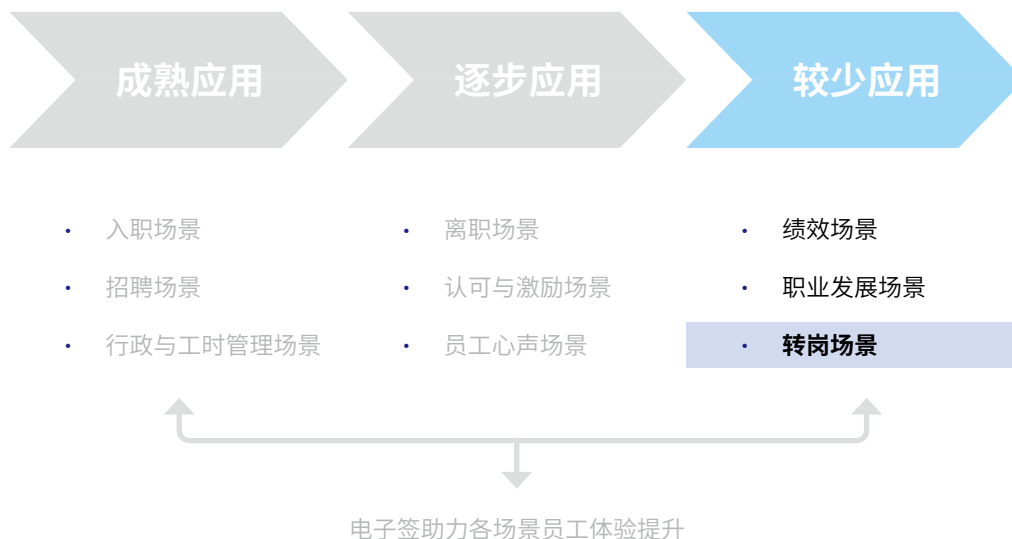 成熟应用
逐步应用
较少应用
• 入职场景
• 招聘场景
• 行政与工时管理场景
• 离职场景
• 认可与激励场景
• 员工心声场景
• 绩效场景
• 职业发展场景
• 转岗场景
电子签助力各场景员工体验提升